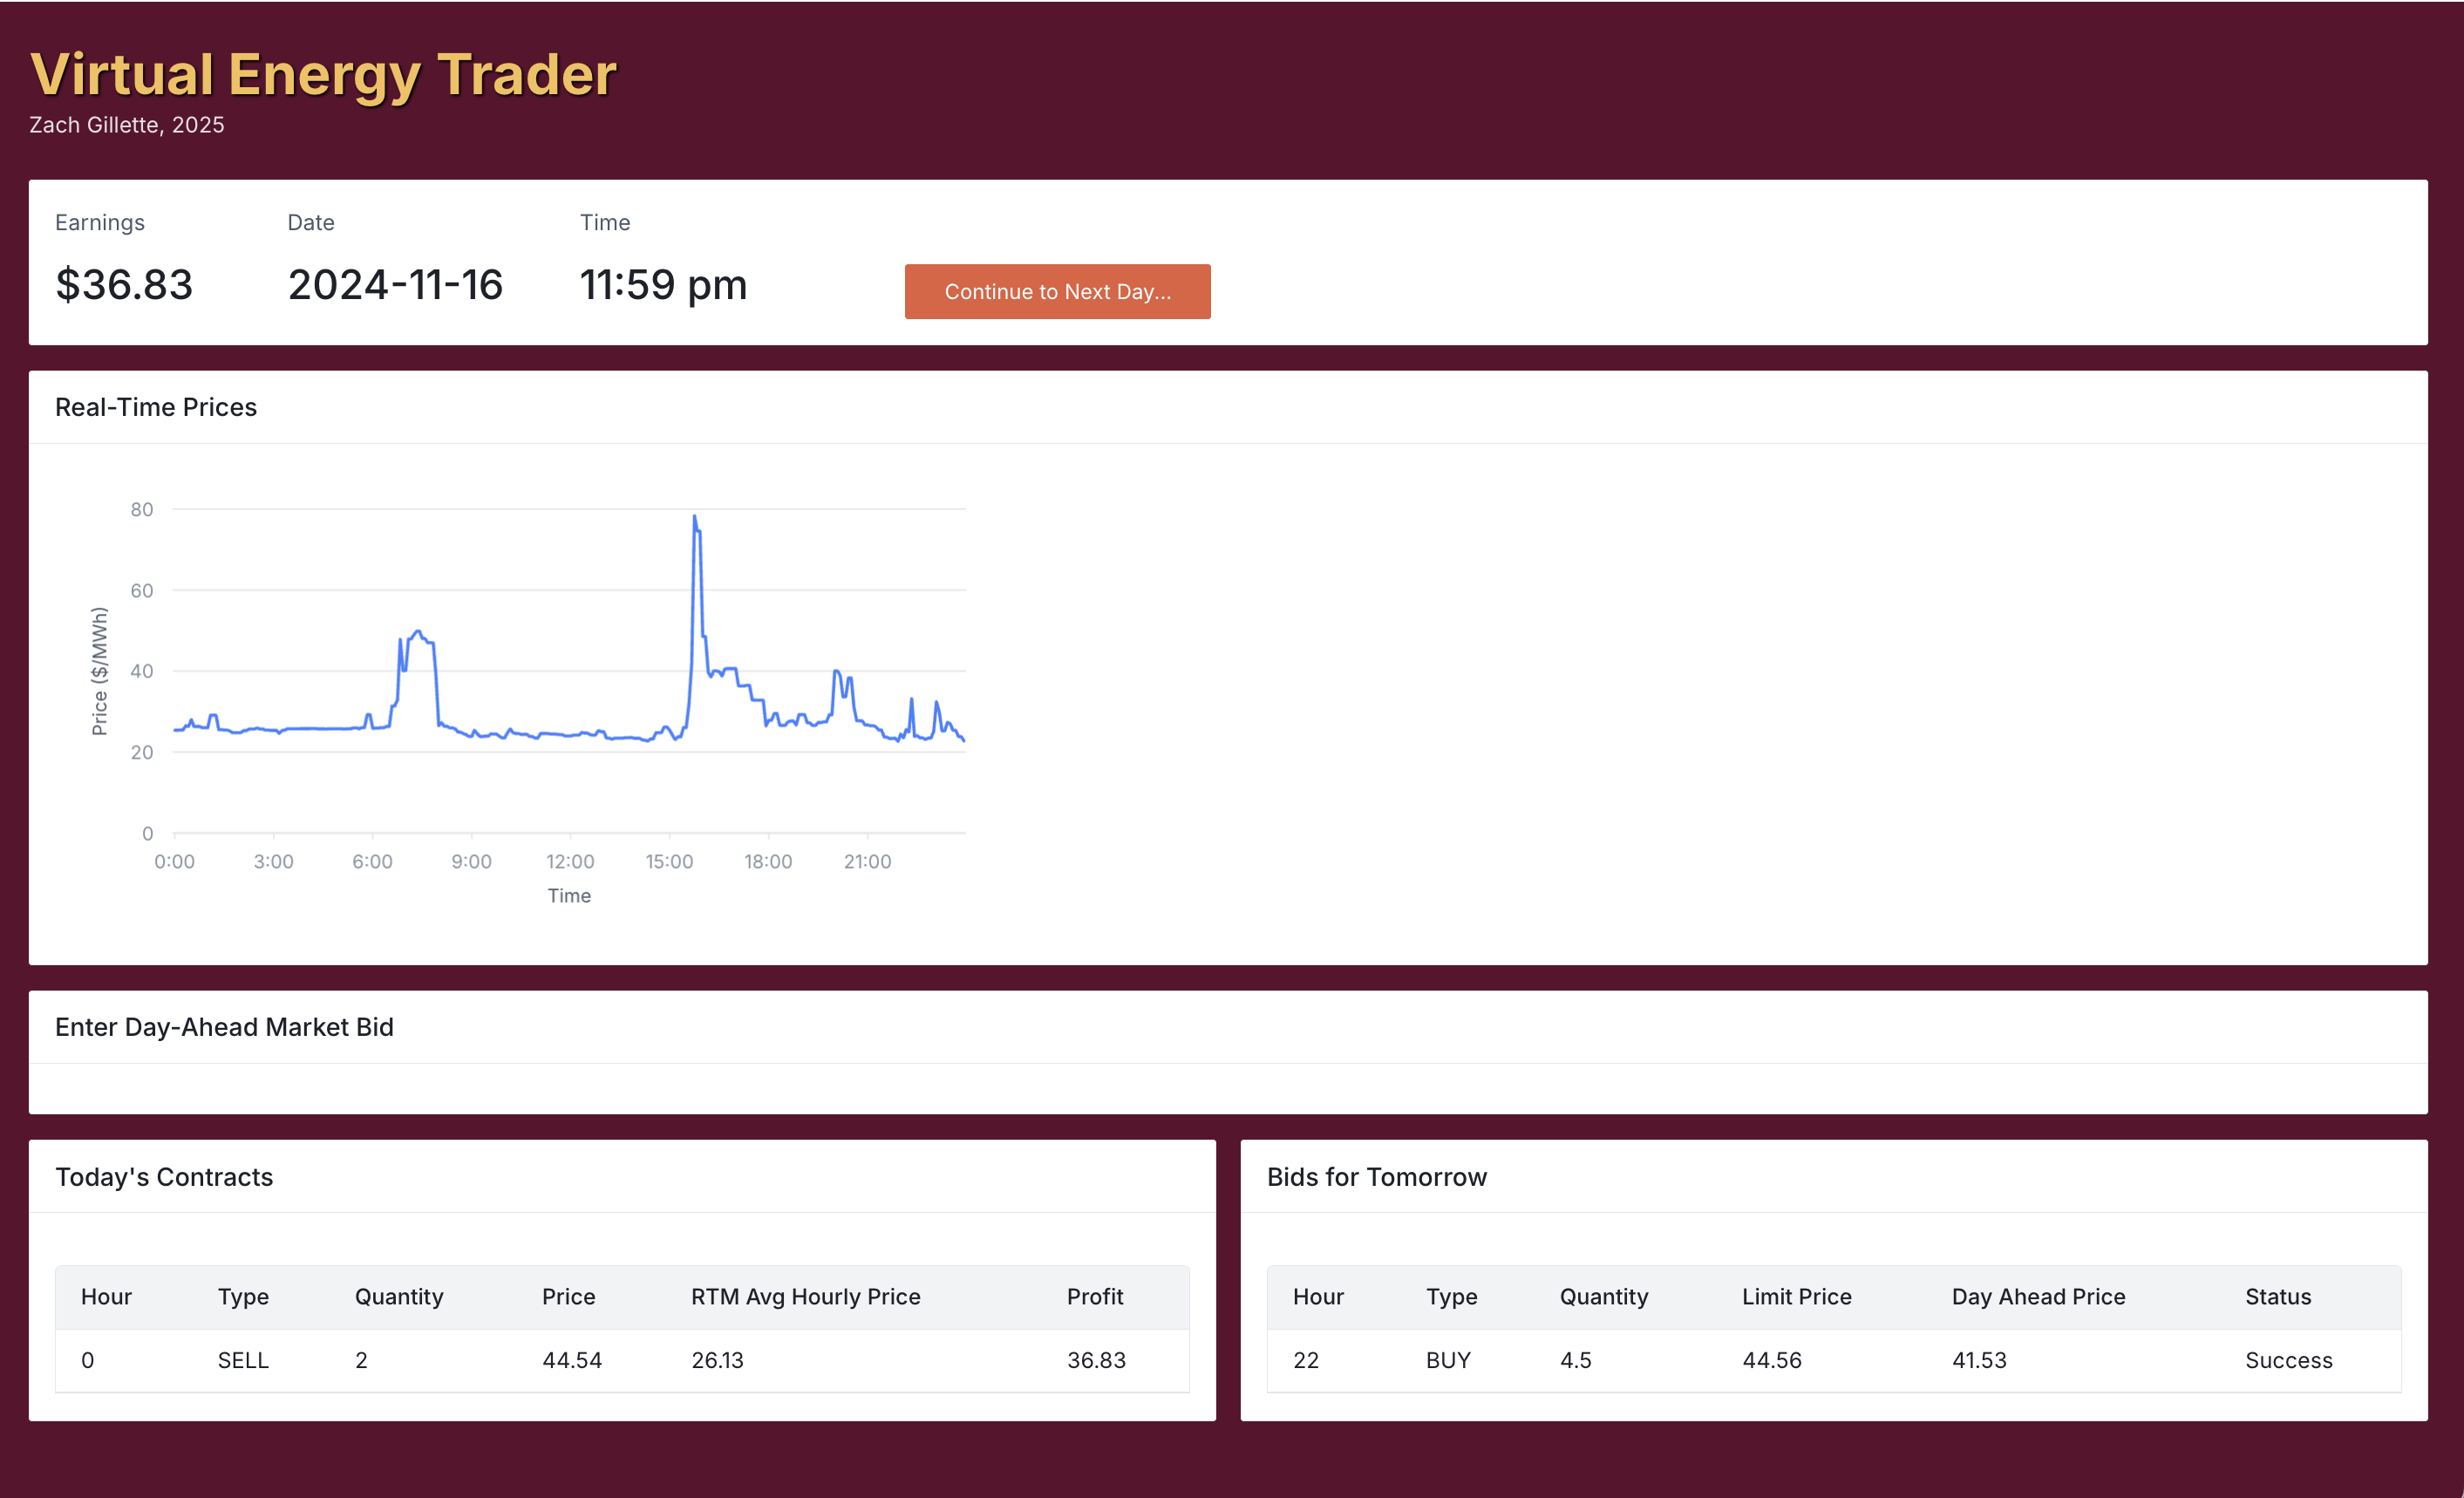 Virtual Energy Trader
Zach Gillette, 2025
Earnings Date Time
$36.83 2024-11-16 11:59 pm Continue to Next Day...
Real-Time Prices
80
60
40
20
0
Price ($/MWh)
0:00 3:00 6:00 9:00 12:00 15:00 18:00 21:00
Time
Enter Day-Ahead Market Bid
Today's Contracts
Hour Type Quantity Price RTM Avg Hourly Price Profit
0 SELL 2 44.54 26.13 36.83
Bids for Tomorrow
Hour Type Quantity Limit Price Day Ahead Price Status
22 BUY 4.5 44.56 41.53 Success